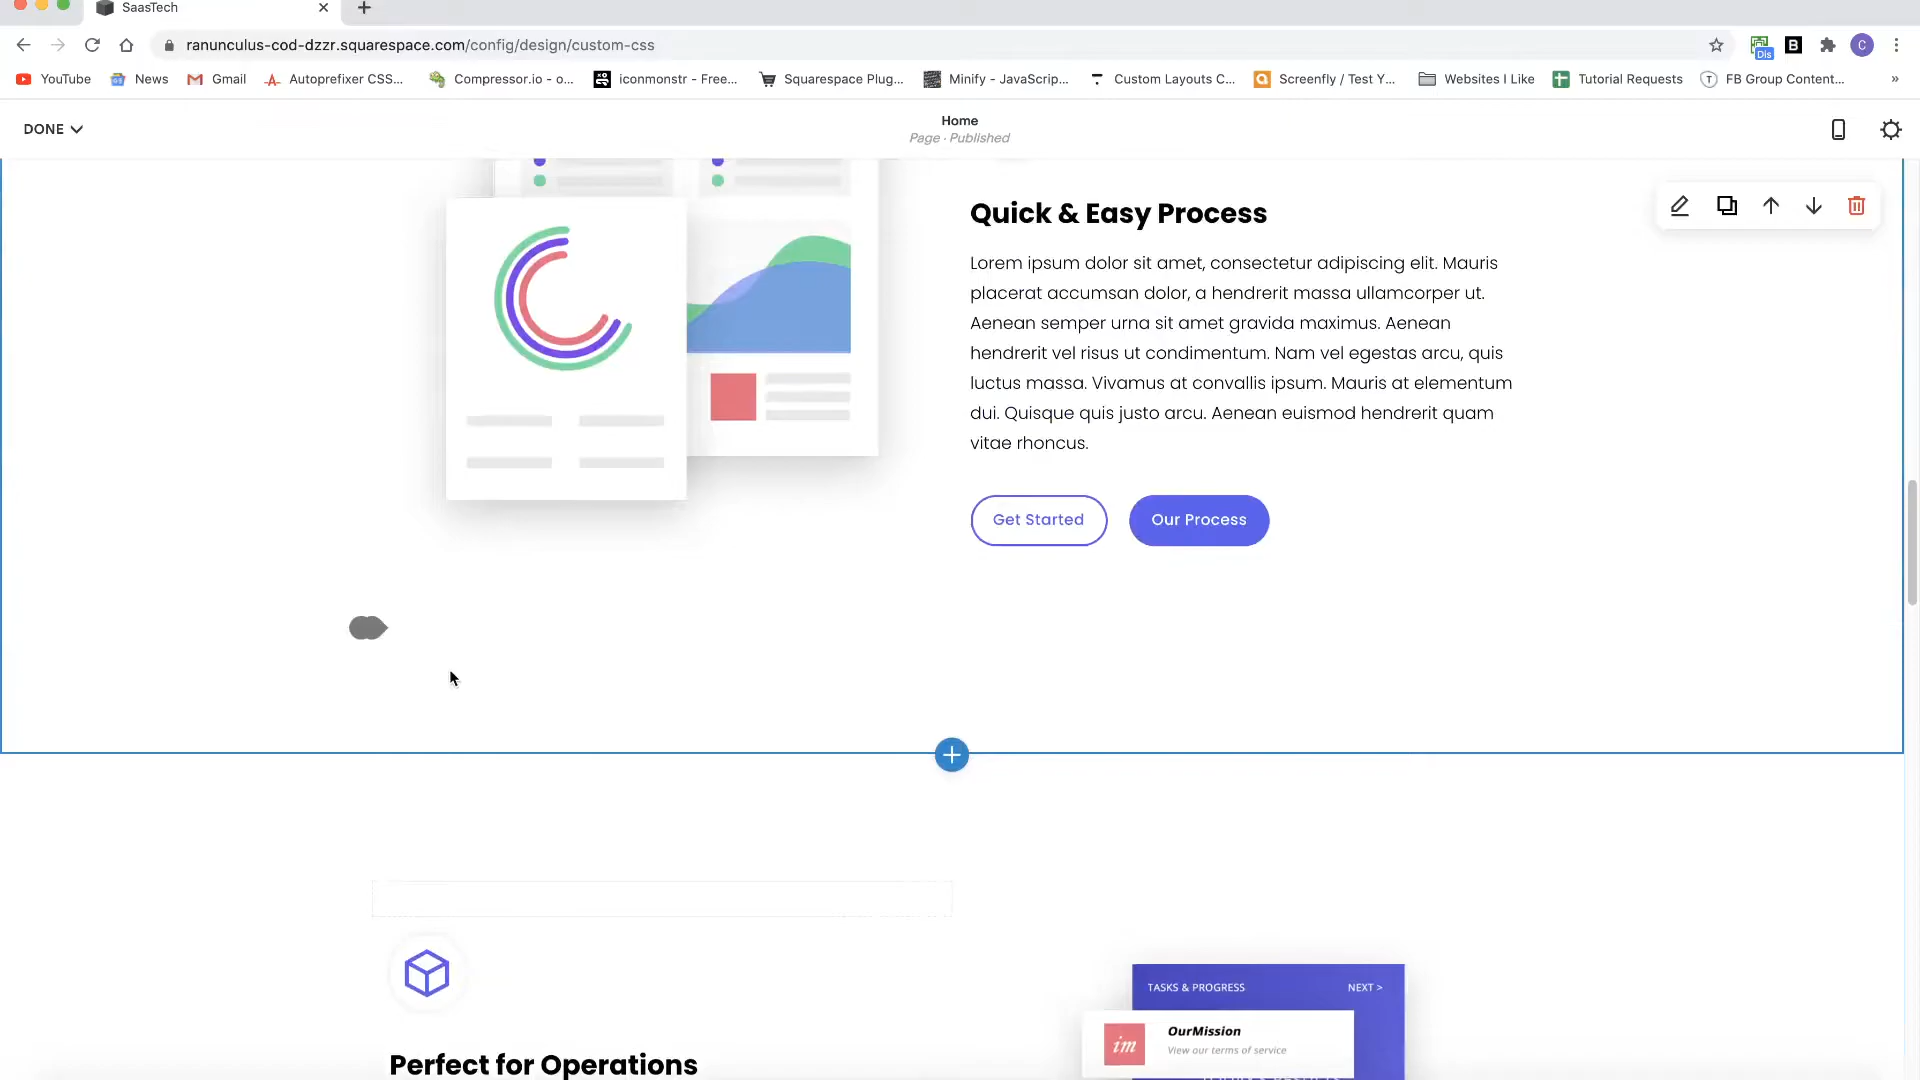 SaasTech
ranunculus-cod-dzzr.squarespace.com/config/design/custom-css
C
Dis
B
YouTube
News
Gmail
Autoprefixer CSS...
Compressor.io - o...
iconmonstr - Free...
Squarespace Plug...
Minify - JavaScrip...
Custom Layouts C...
Screenfly / Test Y...
Websites I Like
Tutorial Requests
FB Group Content...
DONE
Home
Page · Published
Quick & Easy Process
Lorem ipsum dolor sit amet, consectetur adipiscing elit. Mauris
placerat accumsan dolor, a hendrerit massa ullamcorper ut.
Aenean semper urna sit amet gravida maximus. Aenean
hendrerit vel risus ut condimentum. Nam vel egestas arcu, quis
luctus massa. Vivamus at convallis ipsum. Mauris at elementum
dui. Quisque quis justo arcu. Aenean euismod hendrerit quam
vitae rhoncus.
Get Started
Our Process
TASKS & PROGRESS
NEXT >
im
OurMission
View our terms of service
Perfect for Operations